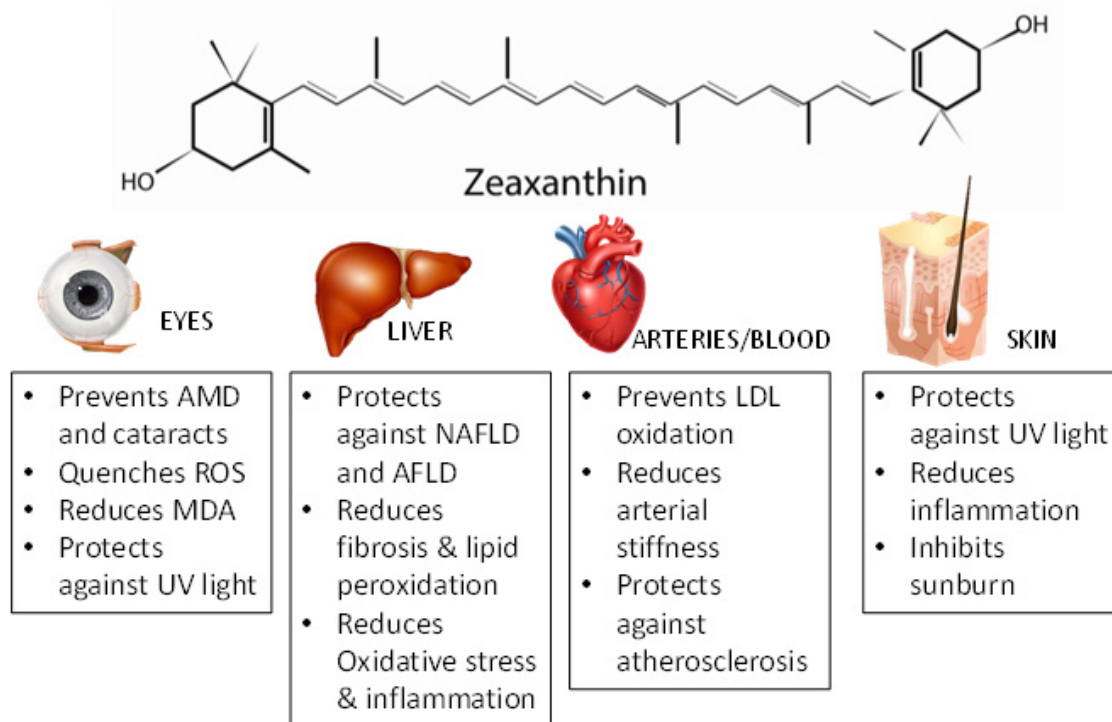 OH
HO
Zeaxanthin
EYES
LIVER
ARTERIES/BLOOD
SKIN
• Prevents AMD
and cataracts
• Quenches ROS
• Reduces MDA
• Protects
against UV light
• Protects
against NAFLD
and AFLD
• Reduces
fibrosis & lipid
peroxidation
• Reduces
Oxidative stress
& inflammation
• Prevents LDL
oxidation
• Reduces
arterial
stiffness
• Protects
against
atherosclerosis
• Protects
against UV light
• Reduces
inflammation
• Inhibits
sunburn